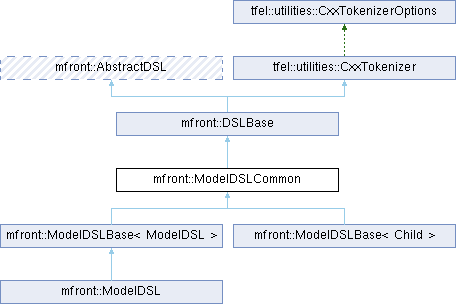 tfel::utilities::CxxTokenizerOptions
mfront::AbstractDSL
tfel::utilities::CxxTokenizer
mfront::DSLBase
mfront::ModelDSLCommon
mfront::ModelDSLBase< ModelDSL >
mfront::ModelDSLBase< Child >
mfront::ModelDSL